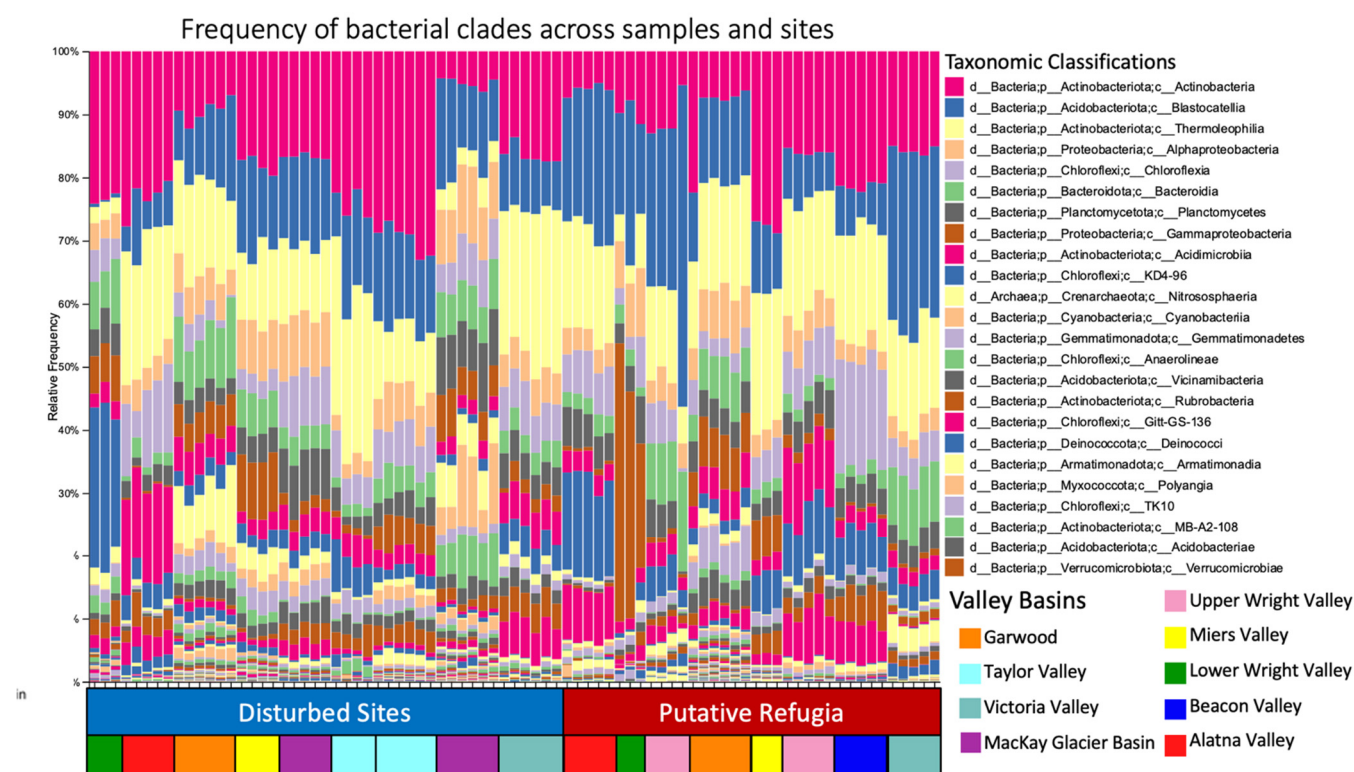 Frequency of bacterial clades across samples and sites
100%
90%
80%
70%
60%
50%
40%
30%
%
%
%
Relative Frequency
in
Taxonomic Classifications
d__Bacteria;p__Actinobacteriota;c__Actinobacteria
d__Bacteria;p__Acidobacteriota;c__Blastocatellia
d__Bacteria;p__Actinobacteriota;c__Thermoleophilia
d__Bacteria;p__Proteobacteria;c__Alphaproteobacteria
d__Bacteria;p__Chloroflexi;c__Chloroflexia
d__Bacteria;p__Bacteroidota;c__Bacteroidia
d__Bacteria;p__Planctomycetota;c__Planctomycetes
d__Bacteria;p__Proteobacteria;c__Gammaproteobacteria
d__Bacteria;p__Actinobacteriota;c__Acidimicrobiia
d__Bacteria;p__Chloroflexi;c__KD4-96
d__Archaea;p__Crenarchaeota;c__Nitrososphaeria
d__Bacteria;p__Cyanobacteria;c__Cyanobacteriia
d__Bacteria;p__Gemmatimonadota;c__Gemmatimonadetes
d__Bacteria;p__Chloroflexi;c__Anaerolineae
d__Bacteria;p__Acidobacteriota;c__Vicinamibacteria
d__Bacteria;p__Actinobacteriota;c__Rubrobacteria
d__Bacteria;p__Chloroflexi;c__Gitt-GS-136
d__Bacteria;p__Deinococcota;c__Deinococci
d__Bacteria;p__Armatimonadota;c__Armatimonadia
d__Bacteria;p__Myxococcota;c__Polyangia
d__Bacteria;p__Chloroflexi;c__TK10
d__Bacteria;p__Actinobacteriota;c__MB-A2-108
d__Bacteria;p__Acidobacteriota;c__Acidobacteriae
d__Bacteria;p__Verrucomicrobiota;c__Verrucomicrobiae
Valley Basins
Garwood
Taylor Valley
Victoria Valley
MacKay Glacier Basin
Upper Wright Valley
Miers Valley
Lower Wright Valley
Beacon Valley
Alatna Valley
Disturbed Sites
Putative Refugia